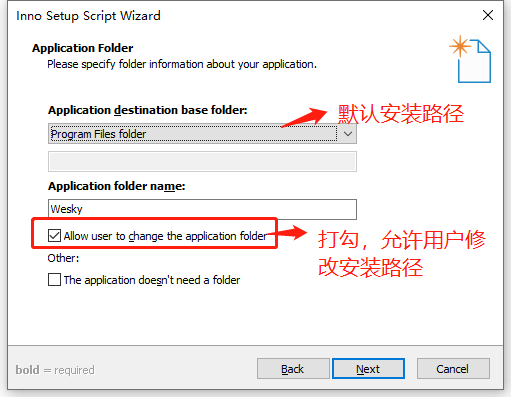 Inno Setup Script Wizard
Application Folder
Please specify folder information about your application.
Application destination base folder:
默认安装路径
Program Files folder
Application folder name:
Wesky
Allow user to change the application folder
打勾，允许用户修
改安装路径
Other:
The application doesn't need a folder
bold = required
Back
Next
Cancel